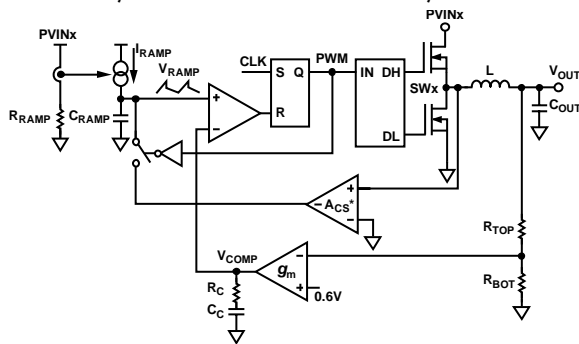 PVINx
PVINx
IRAMP
CLK
S
Q
PWM
IN
DH
L
VOUT
VRAMP
+
R
SWx
COUT
RRAMP
CRAMP
−
DL
+
− ACS*
−
RTOP
VCOMP
gm
−
+
0.6V
RC
CC
RBOT